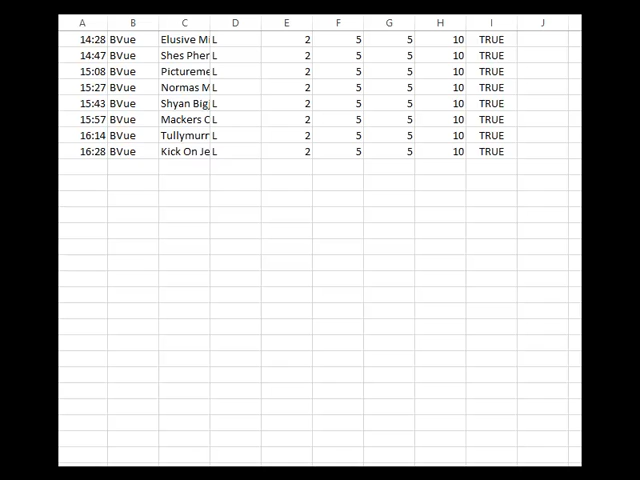 A B C D E F G H I J
14:28 BVue Elusive Mi L 2 5 5 10 TRUE
14:47 BVue Shes Pher L 2 5 5 10 TRUE
15:08 BVue Pictureme L 2 5 5 10 TRUE
15:27 BVue Normas M L 2 5 5 10 TRUE
15:43 BVue Shyan Big L 2 5 5 10 TRUE
15:57 BVue Mackers C L 2 5 5 10 TRUE
16:14 BVue Tullymurr L 2 5 5 10 TRUE
16:28 BVue Kick On Je L 2 5 5 10 TRUE